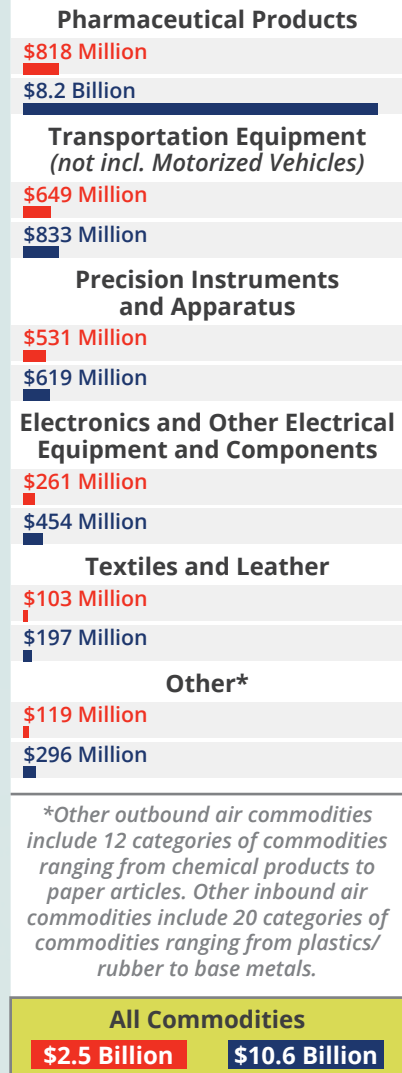 Pharmaceutical Products
$818 Million
$8.2 Billion
Transportation Equipment
(not incl. Motorized Vehicles)
$649 Million
$833 Million
Precision Instruments
and Apparatus
$531 Million
$619 Million
Electronics and Other Electrical
Equipment and Components
$261 Million
$454 Million
Textiles and Leather
$103 Million
$197 Million
Other*
$119 Million
$296 Million
*Other outbound air commodities
include 12 categories of commodities
ranging from chemical products to
paper articles. Other inbound air
commodities include 20 categories of
commodities ranging from plastics/
rubber to base metals.
All Commodities
$2.5 Billion $10.6 Billion